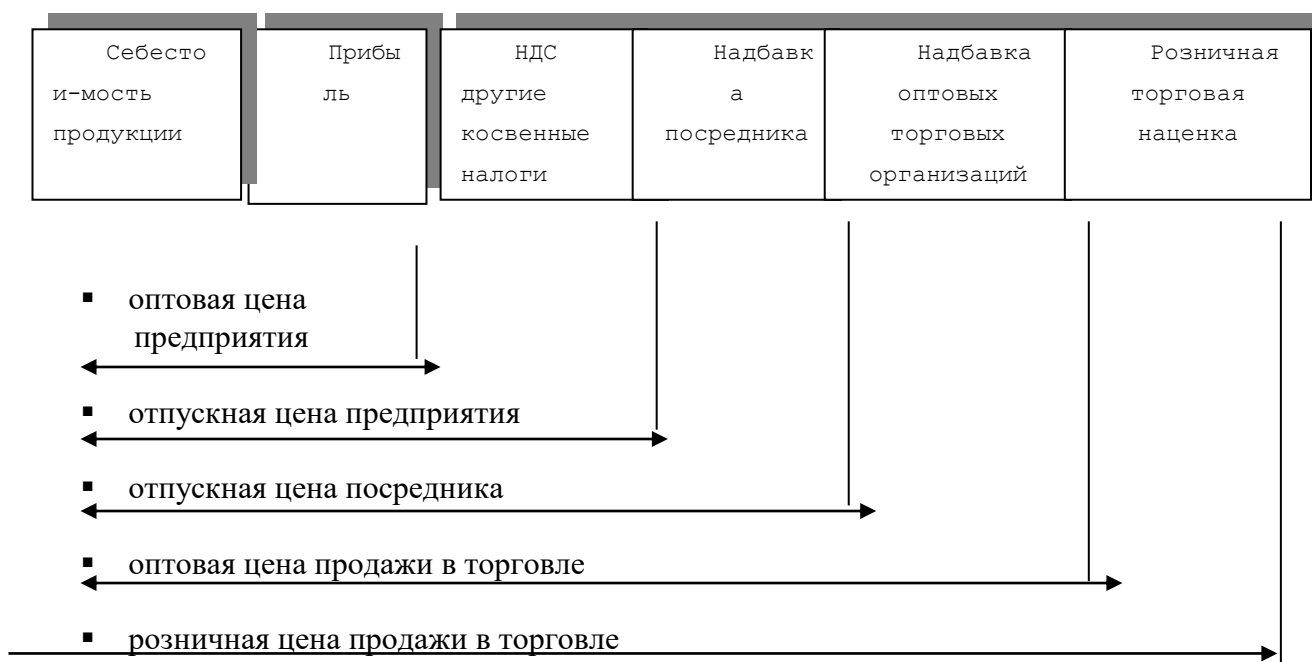 Себесто
и-мость
продукции
Прибы
ль
НДС
другие
косвенные
налоги
Надбавк
а
посредника
Надбавка
оптовых
торговых
организаций
Розничная
торговая
наценка
▪ оптовая цена
предприятия
▪ отпускная цена предприятия
▪ отпускная цена посредника
▪ оптовая цена продажи в торговле
▪ розничная цена продажи в торговле